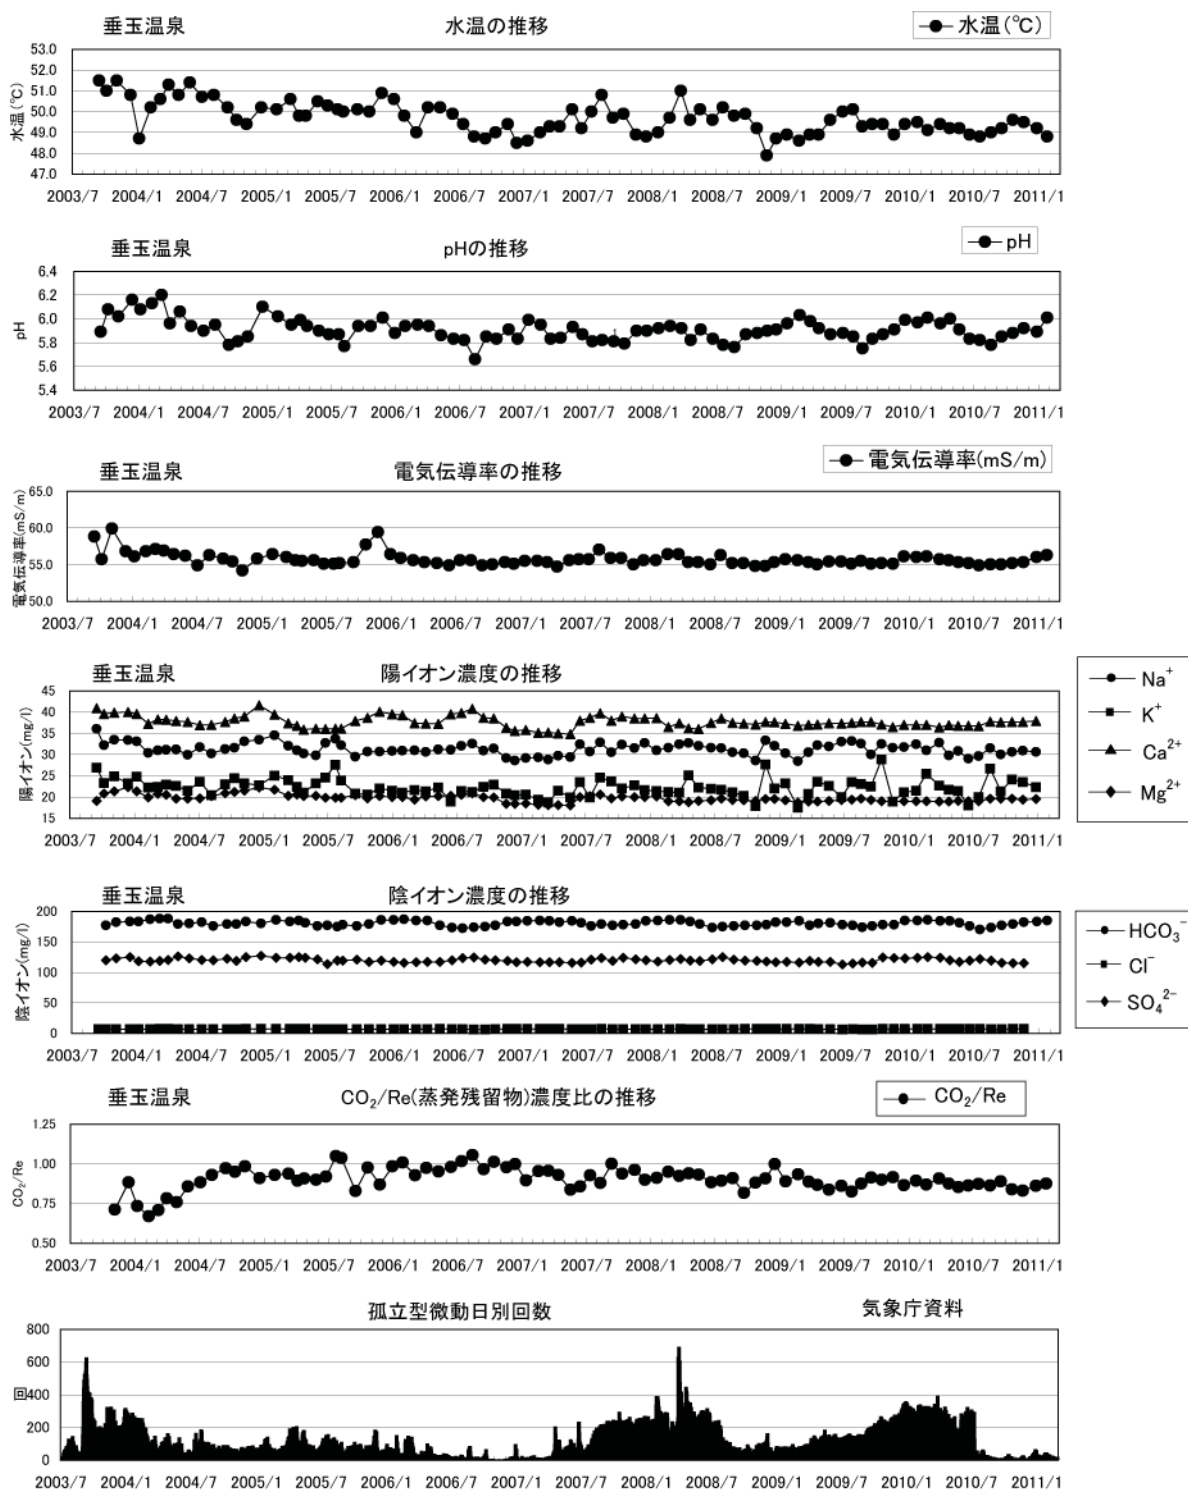 垂玉温泉 水温の推移 水温(℃)
53.0
52.0
51.0
50.0
49.0
48.0
47.0
水温(℃)
2003/7 2004/1 2004/7 2005/1 2005/7 2006/1 2006/7 2007/1 2007/7 2008/1 2008/7 2009/1 2009/7 2010/1 2010/7 2011/1
垂玉温泉 pHの推移 pH
6.4
6.2
6.0
5.8
5.6
5.4
pH
2003/7 2004/1 2004/7 2005/1 2005/7 2006/1 2006/7 2007/1 2007/7 2008/1 2008/7 2009/1 2009/7 2010/1 2010/7 2011/1
垂玉温泉 電気伝導率の推移 電気伝導率(mS/m)
65.0
60.0
55.0
50.0
電気伝導率(mS/m)
2003/7 2004/1 2004/7 2005/1 2005/7 2006/1 2006/7 2007/1 2007/7 2008/1 2008/7 2009/1 2009/7 2010/1 2010/7 2011/1
垂玉温泉 陽イオン濃度の推移
45
40
35
30
25
20
15
陽イオン(mg/l)
Na⁺
K⁺
Ca²⁺
Mg²⁺
2003/7 2004/1 2004/7 2005/1 2005/7 2006/1 2006/7 2007/1 2007/7 2008/1 2008/7 2009/1 2009/7 2010/1 2010/7 2011/1
垂玉温泉 陰イオン濃度の推移
200
150
100
50
0
陰イオン(mg/l)
HCO₃⁻
Cl⁻
SO₄²⁻
2003/7 2004/1 2004/7 2005/1 2005/7 2006/1 2006/7 2007/1 2007/7 2008/1 2008/7 2009/1 2009/7 2010/1 2010/7 2011/1
垂玉温泉 CO₂/Re(蒸発残留物)濃度比の推移 CO₂/Re
1.25
1.00
0.75
0.50
CO₂/Re
2003/7 2004/1 2004/7 2005/1 2005/7 2006/1 2006/7 2007/1 2007/7 2008/1 2008/7 2009/1 2009/7 2010/1 2010/7 2011/1
孤立型微動日別回数 気象庁資料
800
600
400
200
0
回
2003/7 2004/1 2004/7 2005/1 2005/7 2006/1 2006/7 2007/1 2007/7 2008/1 2008/7 2009/1 2009/7 2010/1 2010/7 2011/1